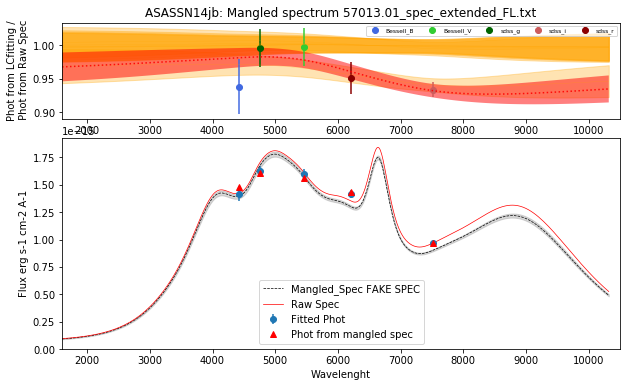 ASASSN14jb: Mangled spectrum 57013.01_spec_extended_FL.txt
Phot from LCfitting /
Phot from Raw Spec
1.00
0.95
0.90
Bessell_B
Bessell_V
sdss_g
sdss_i
sdss_r
2000 3000 4000 5000 6000 7000 8000 9000 10000
Flux erg s-1 cm-2 A-1
1.75
1.50
1.25
1.00
0.75
0.50
0.25
0.00
Mangled_Spec FAKE SPEC
Raw Spec
Fitted Phot
Phot from mangled spec
2000 3000 4000 5000 6000 7000 8000 9000 10000
Wavelenght